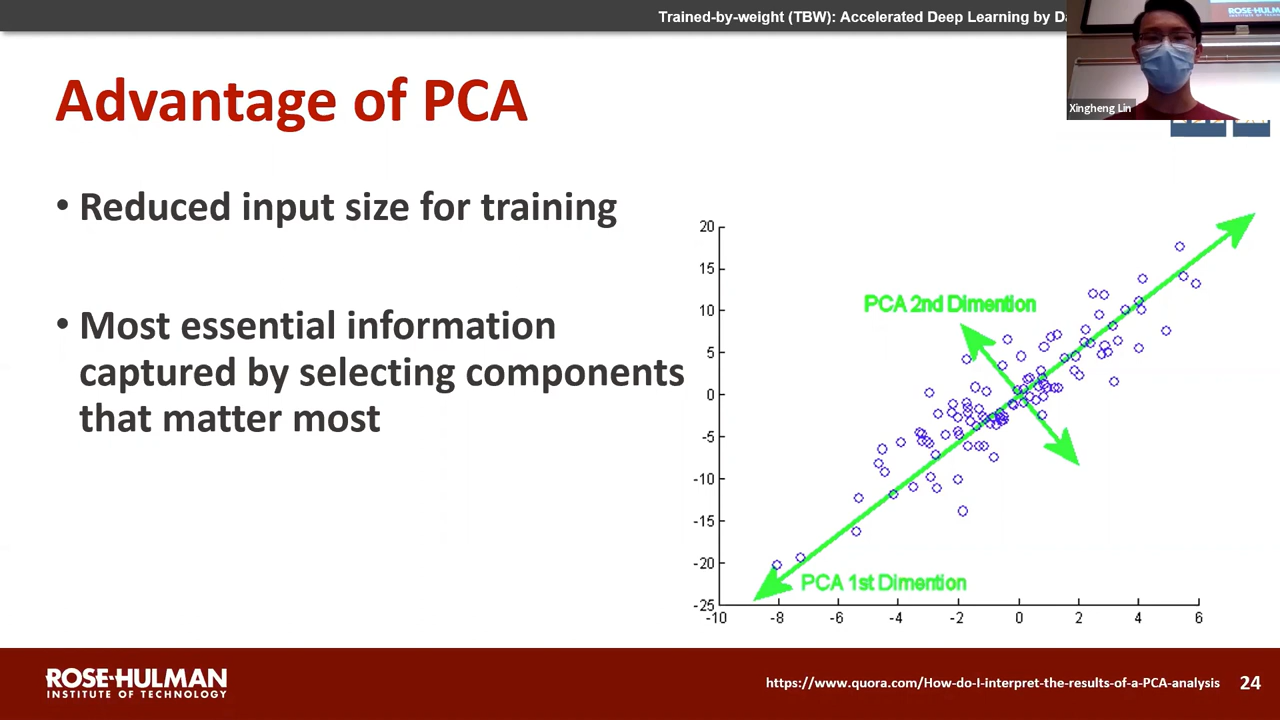 Trained-by-weight (TBW): Accelerated Deep Learning by
ROSE-HULMAN
Xingheng Lin
Advantage of PCA
• Reduced input size for training
• Most essential information
captured by selecting components
that matter most
20
15
10
5
0
-5
-10
-15
-20
-25
PCA 2nd Dimention
PCA 1st Dimention
-10 -8 -6 -4 -2 0 2 4 6
ROSE-HULMAN
INSTITUTE OF TECHNOLOGY
https://www.quora.com/How-do-I-interpret-the-results-of-a-PCA-analysis 24